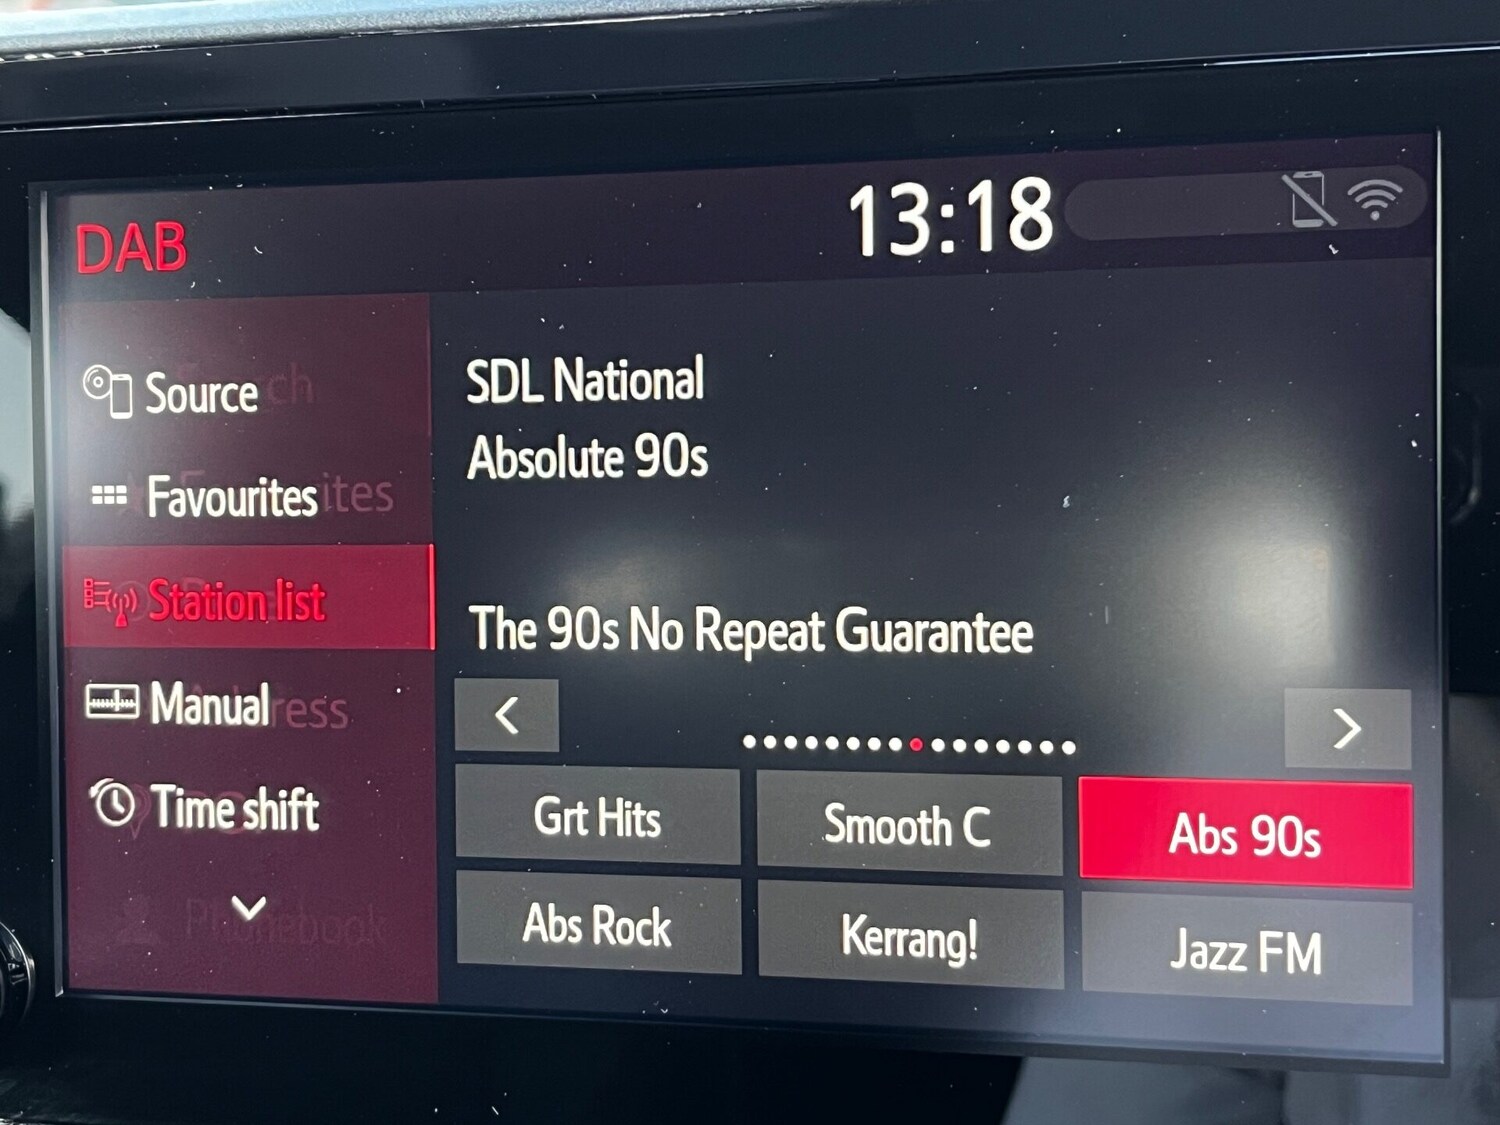 DAB
13:18
Source
Favourites
Station list
Manual
Time shift
Phonebook
SDL National
Absolute 90s
The 90s No Repeat Guarantee
Grt Hits
Smooth C
Abs 90s
Abs Rock
Kerrang!
Jazz FM